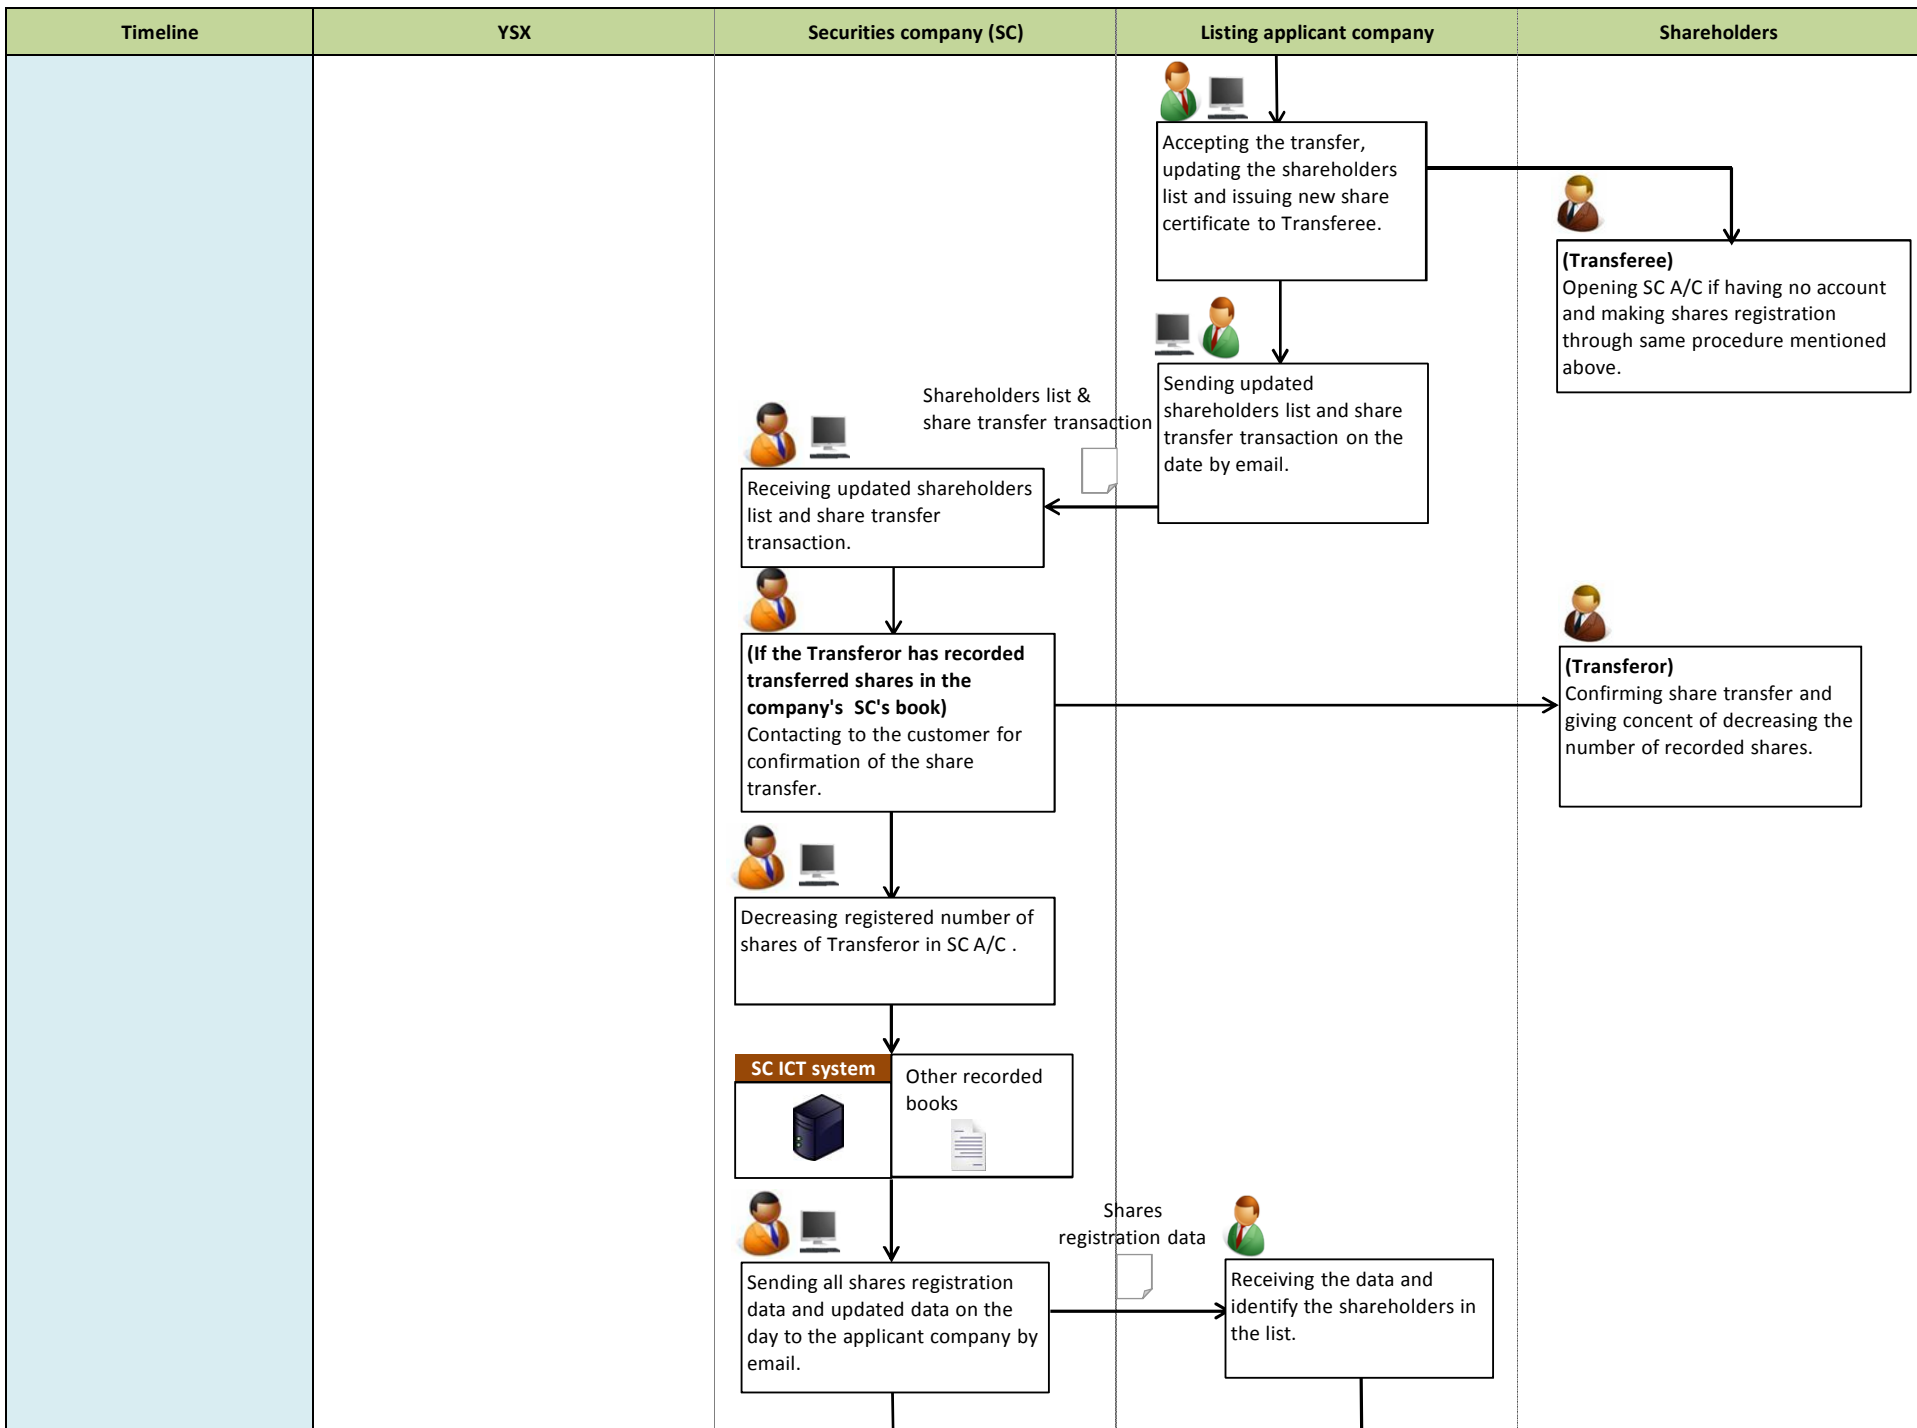 Timeline
YSX
Securities company (SC)
Listing applicant company
Shareholders
Accepting the transfer,
updating the shareholders
list and issuing new share
certificate to Transferee.
(Transferee)
Opening SC A/C if having no account
and making shares registration
through same procedure mentioned
above.
Sending updated
shareholders list and share
transfer transaction on the
date by email.
Shareholders list &
share transfer transaction
Receiving updated shareholders
list and share transfer
transaction.
(If the Transferor has recorded
transferred shares in the
company's  SC's book)
Contacting to the customer for
confirmation of the share
transfer.
(Transferor)
Confirming share transfer and
giving concent of decreasing the
number of recorded shares.
Decreasing registered number of
shares of Transferor in SC A/C .
SC ICT system
Other recorded
books
Shares
registration data
Sending all shares registration
data and updated data on the
day to the applicant company by
email.
Receiving the data and
identify the shareholders in
the list.